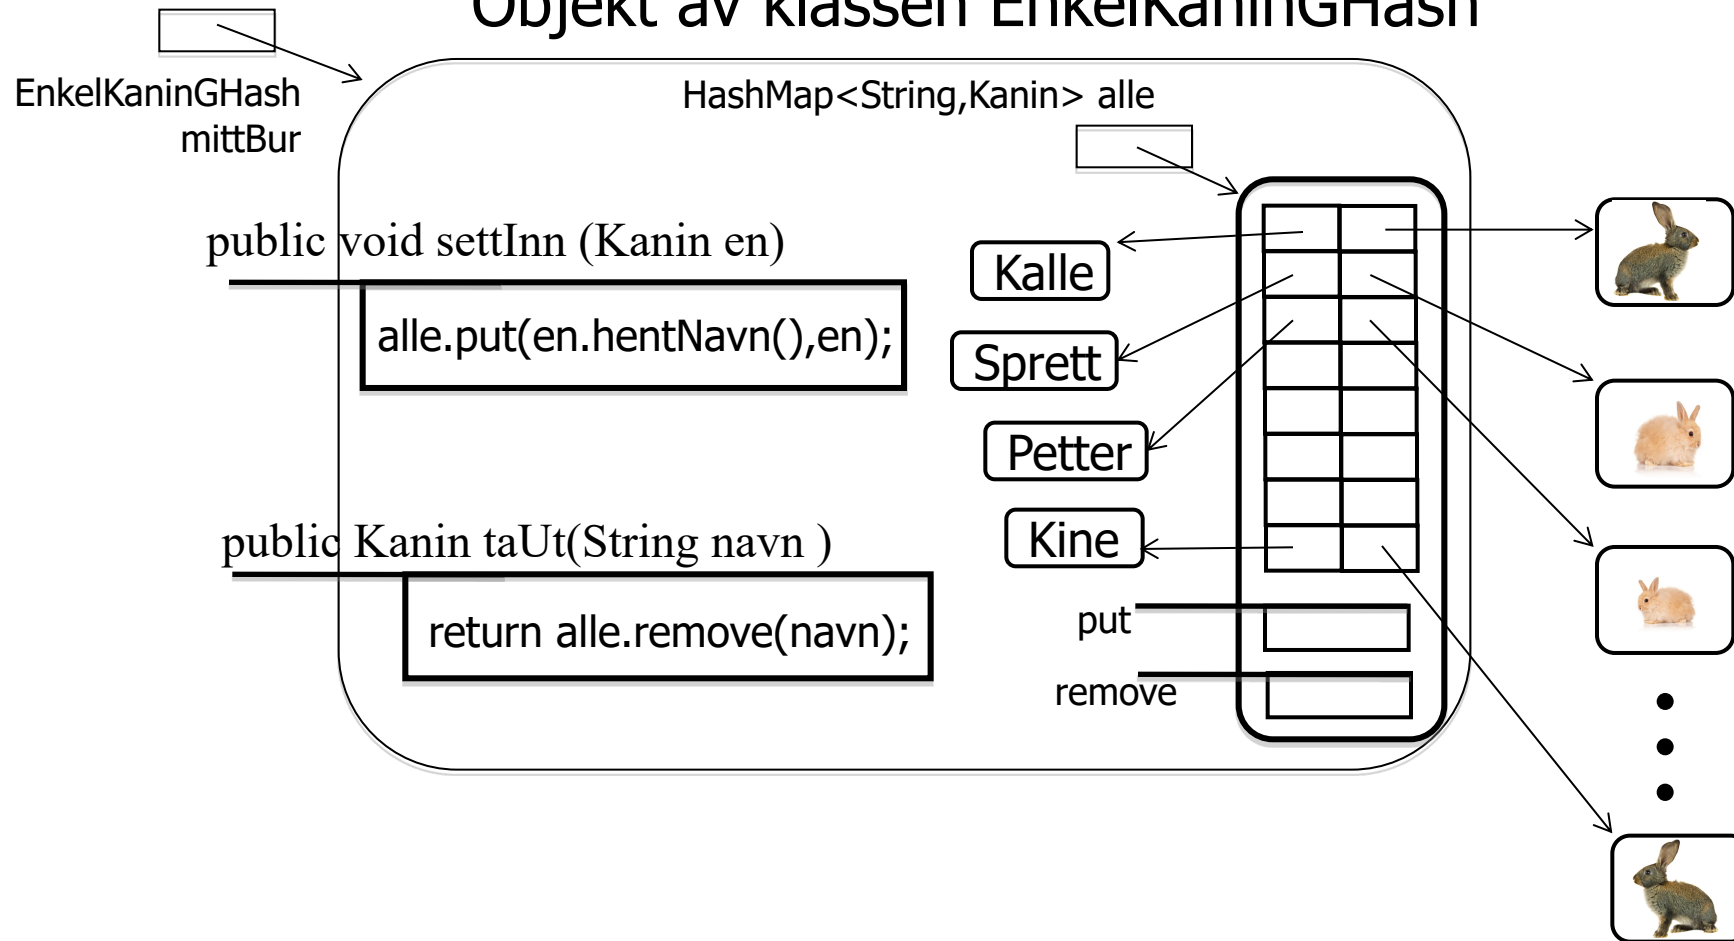 Objekt av klassen EnkelKaninGHash
EnkelKaninGHash
mittBur
HashMap<String,Kanin> alle
public void settInn (Kanin en)
alle.put(en.hentNavn(),en);
Kalle
Sprett
Petter
Kine
public Kanin taUt(String navn )
return alle.remove(navn);
put
remove